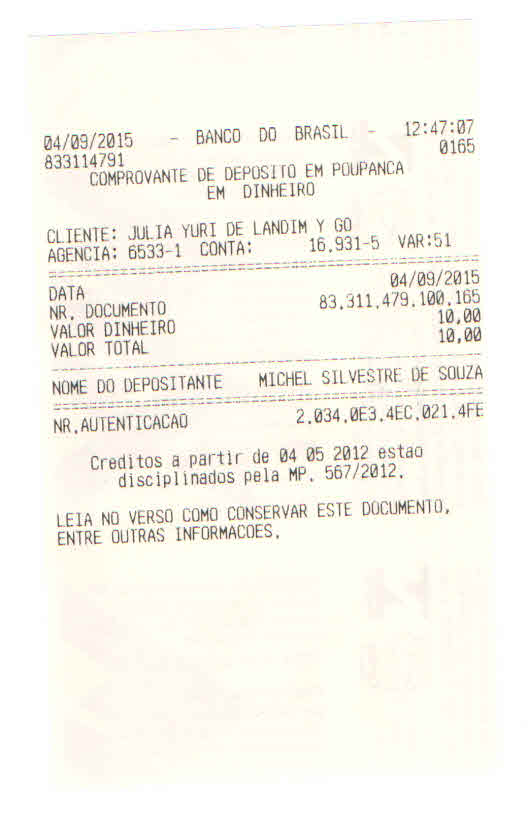 04/09/2015 - BANCO DO BRASIL - 12:47:07
833114791 0165
COMPROVANTE DE DEPOSITO EM POUPANCA
EM DINHEIRO
CLIENTE: JULIA YURI DE LANDIM Y GO
AGENCIA: 6533-1 CONTA: 16.931-5 VAR:51
DATA 04/09/2015
NR. DOCUMENTO 83.311.479.100.165
VALOR DINHEIRO 10,00
VALOR TOTAL 10,00
NOME DO DEPOSITANTE MICHEL SILVESTRE DE SOUZA
NR.AUTENTICACAO 2.034.0E3.4EC.021.4FE
Creditos a partir de 04 05 2012 estao
disciplinados pela MP. 567/2012.
LEIA NO VERSO COMO CONSERVAR ESTE DOCUMENTO,
ENTRE OUTRAS INFORMACOES.